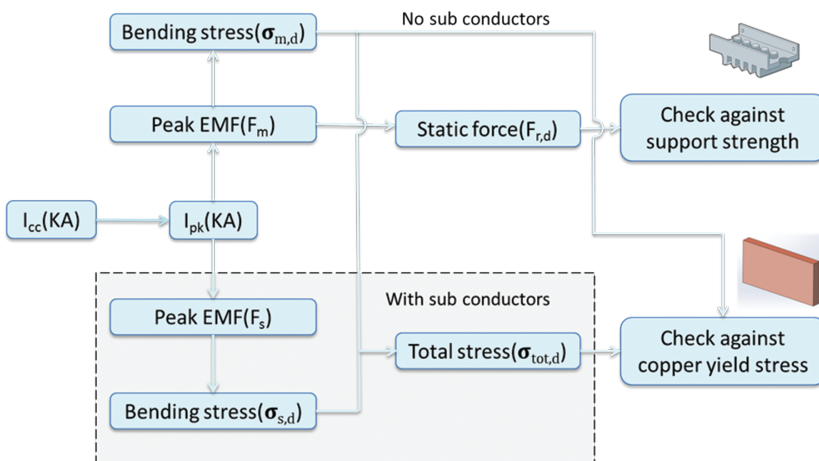 No sub conductors
Bending stress(σm,d)
Peak EMF(Fm)
Static force(Fr,d)
Check against
support strength
Icc(KA)
Ipk(KA)
With sub conductors
Peak EMF(Fs)
Total stress(σtot,d)
Check against
copper yield stress
Bending stress(σs,d)